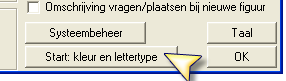 Omschrijving vragen/plaatsen bij nieuwe figuur
Systeembeheer Taal
Start: kleur en lettertype OK